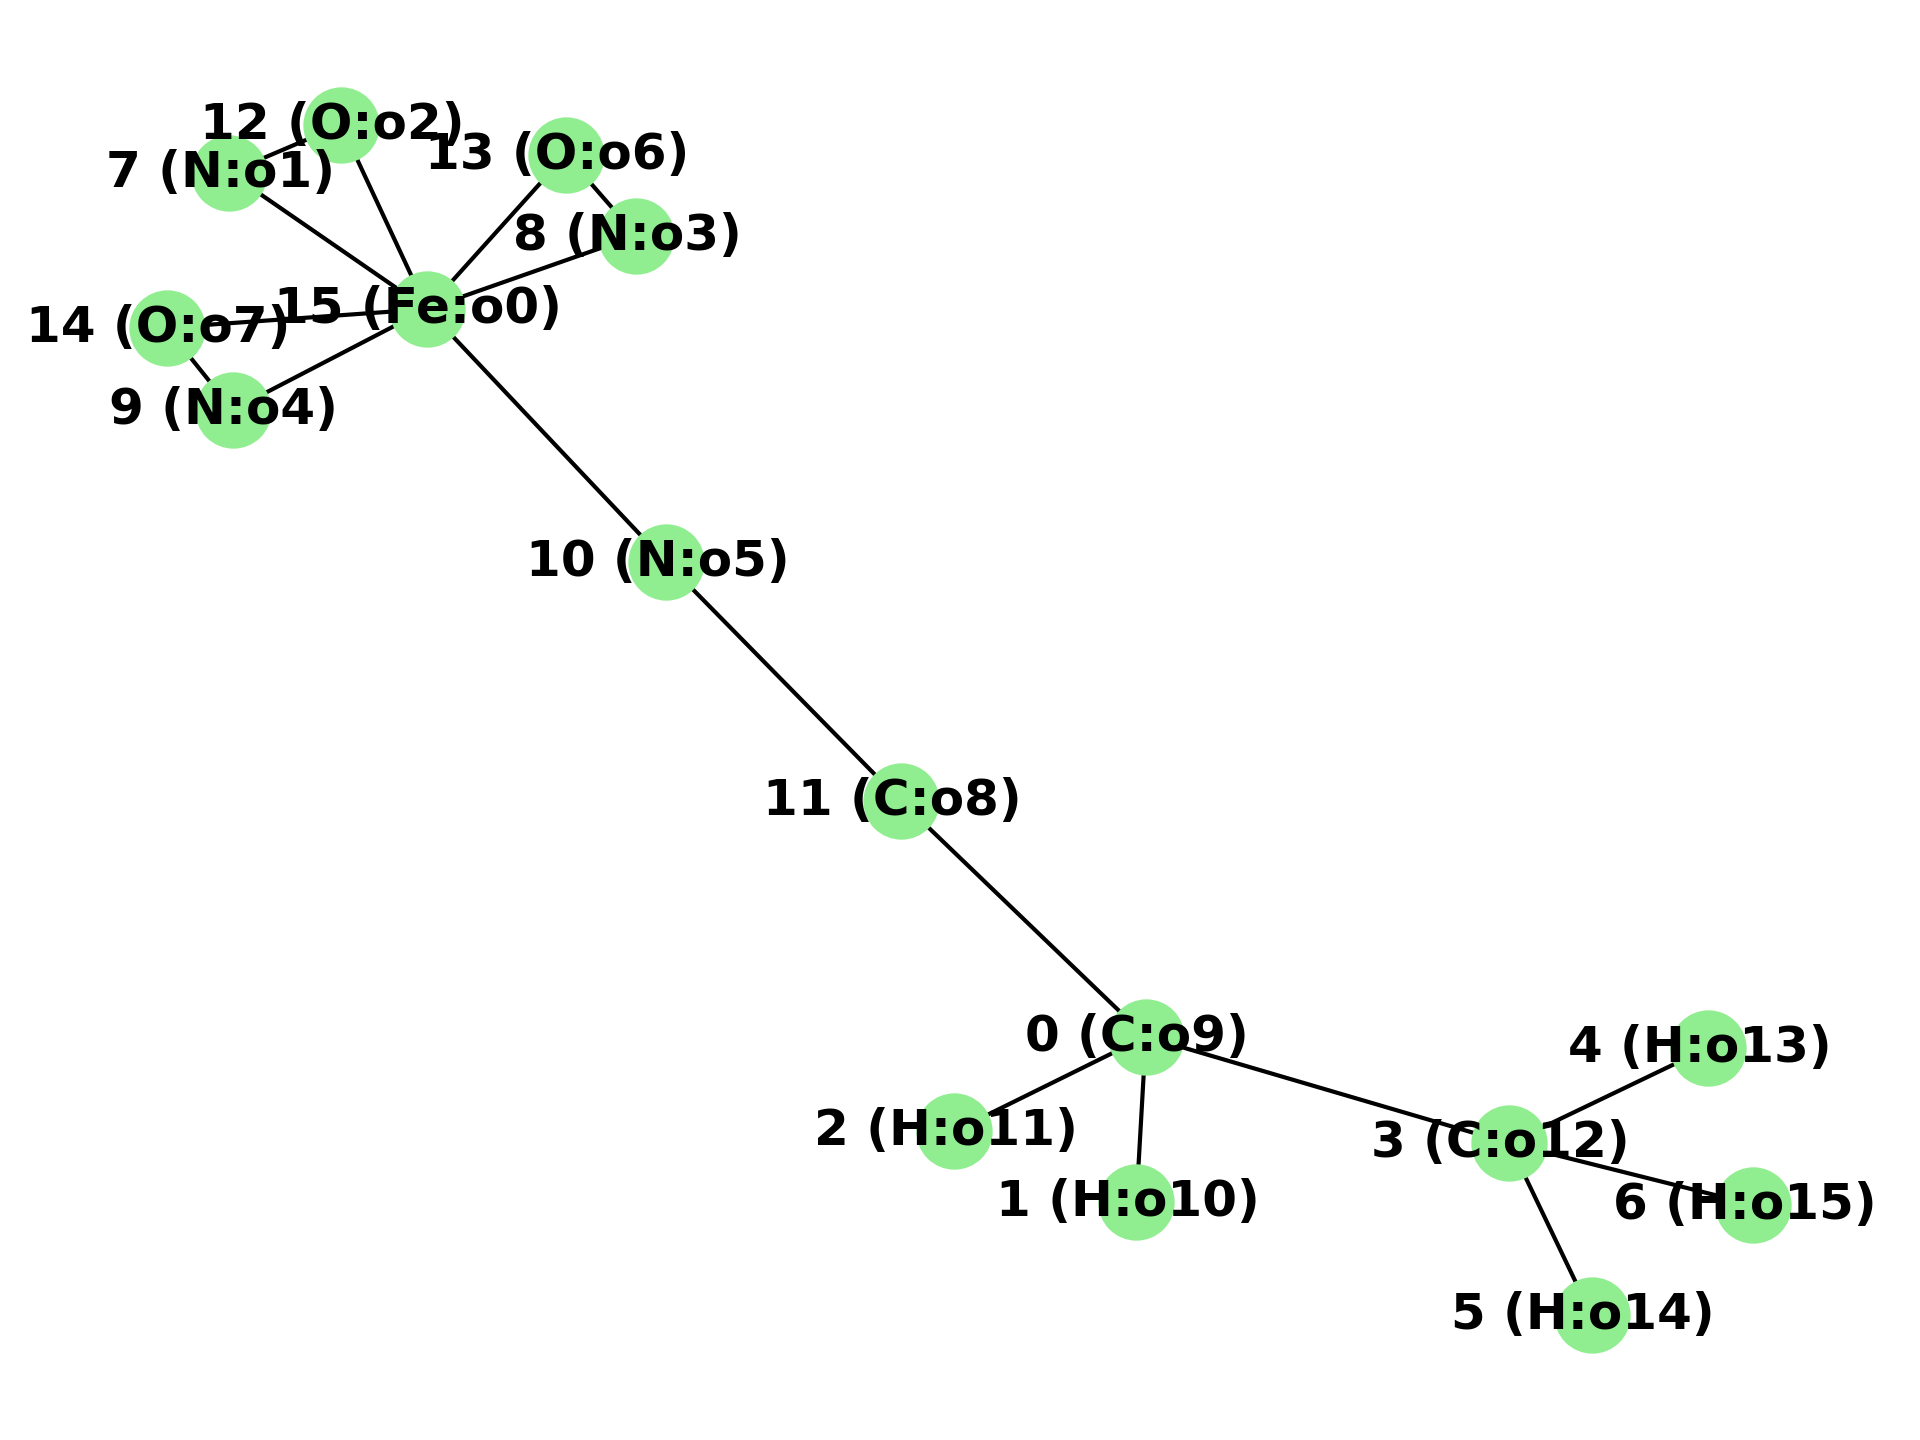 12 (O:o2)
13 (O:o6)
7 (N:o1)
8 (N:o3)
15 (Fe:o0)
14 (O:o7)
9 (N:o4)
10 (N:o5)
11 (C:o8)
0 (C:o9)
4 (H:o13)
2 (H:o11)
3 (C:o12)
1 (H:o10)
6 (H:o15)
5 (H:o14)